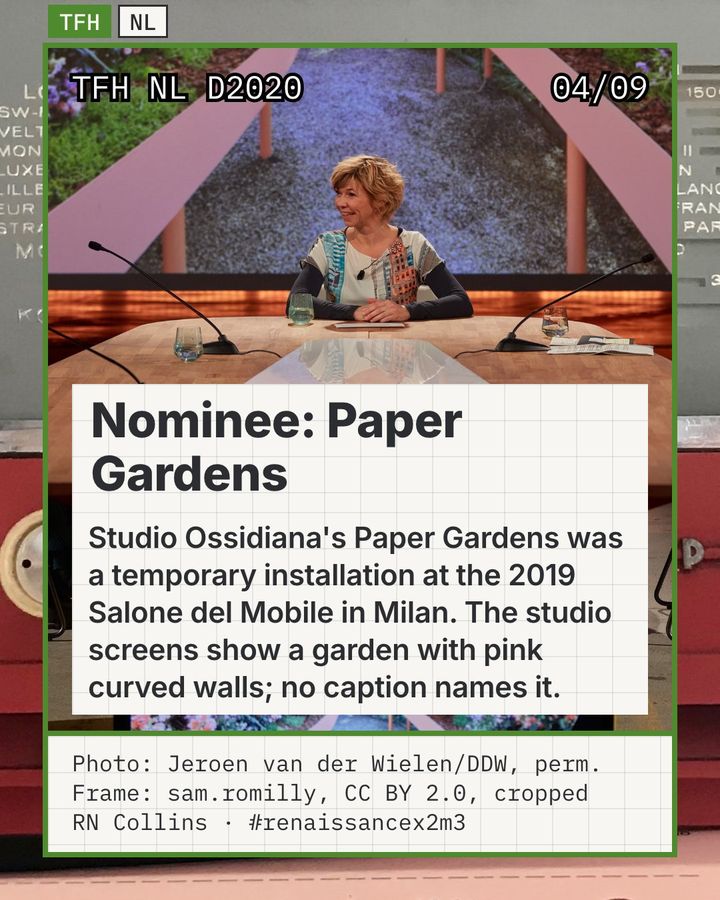 TFH NL
TFH NL D2020 04/09
Nominee: Paper
Gardens
Studio Ossidiana's Paper Gardens was
a temporary installation at the 2019
Salone del Mobile in Milan. The studio
screens show a garden with pink
curved walls; no caption names it.
Photo: Jeroen van der Wielen/DDW, perm.
Frame: sam.romilly, CC BY 2.0, cropped
RN Collins · #renaissancex2m3